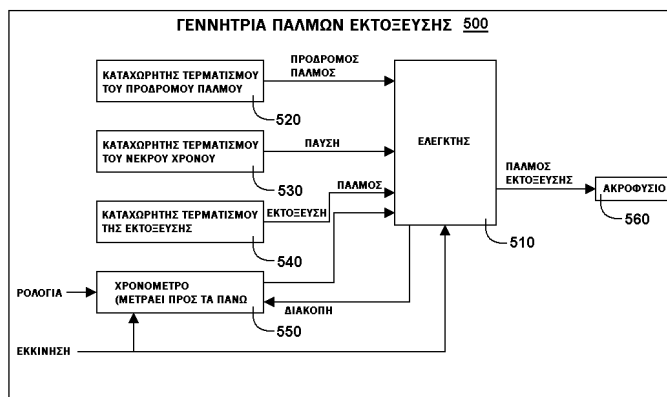 ΓΕΝΝΗΤΡΙΑ ΠΑΛΜΩΝ ΕΚΤΟΞΕΥΣΗΣ 500
ΚΑΤΑΧΩΡΗΤΗΣ ΤΕΡΜΑΤΙΣΜΟΥ
ΤΟΥ ΠΡΟΔΡΟΜΟΥ ΠΑΛΜΟΥ
520
ΠΡΟΔΡΟΜΟΣ
ΠΑΛΜΟΣ
ΚΑΤΑΧΩΡΗΤΗΣ ΤΕΡΜΑΤΙΣΜΟΥ
ΤΟΥ ΝΕΚΡΟΥ ΧΡΟΝΟΥ
530
ΠΑΥΣΗ
ΕΛΕΓΚΤΗΣ
510
ΠΑΛΜΟΣ
ΕΚΤΟΞΕΥΣΗΣ
ΑΚΡΟΦΥΣΙΟ
560
ΚΑΤΑΧΩΡΗΤΗΣ ΤΕΡΜΑΤΙΣΜΟΥ
ΤΗΣ ΕΚΤΟΞΕΥΣΗΣ
540
ΠΑΛΜΟΣ
ΕΚΤΟΞΕΥΣΗ
ΡΟΛΟΓΙΑ
ΧΡΟΝΟΜΕΤΡΟ
(ΜΕΤΡΑΕΙ ΠΡΟΣ ΤΑ ΠΑΝΩ
550
ΔΙΑΚΟΠΗ
ΕΚΚΙΝΗΣΗ